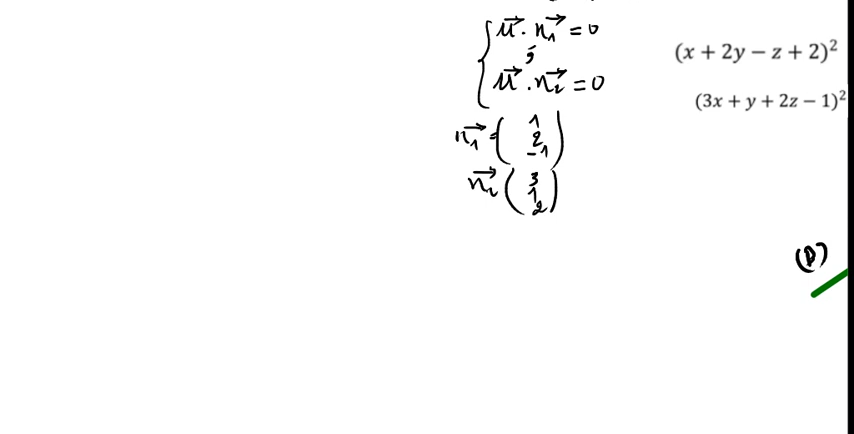 { u⃗ . n₁⃗ = 0
;
u⃗ . n₂⃗ = 0
(x + 2y − z + 2)²
(3x + y + 2z − 1)²
n₁⃗ = ( 1
2
-1 )
n₂⃗ ( 3
1
2 )
(D)